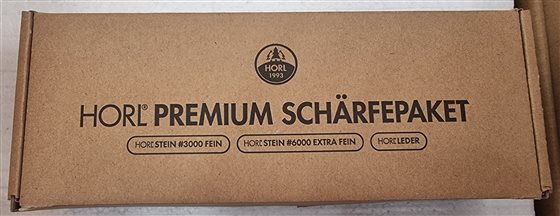 HORL
1993
HORL® PREMIUM SCHÄRFEPAKET
HORL STEIN #3000 FEIN
HORL STEIN #6000 EXTRA FEIN
HORL LEDER